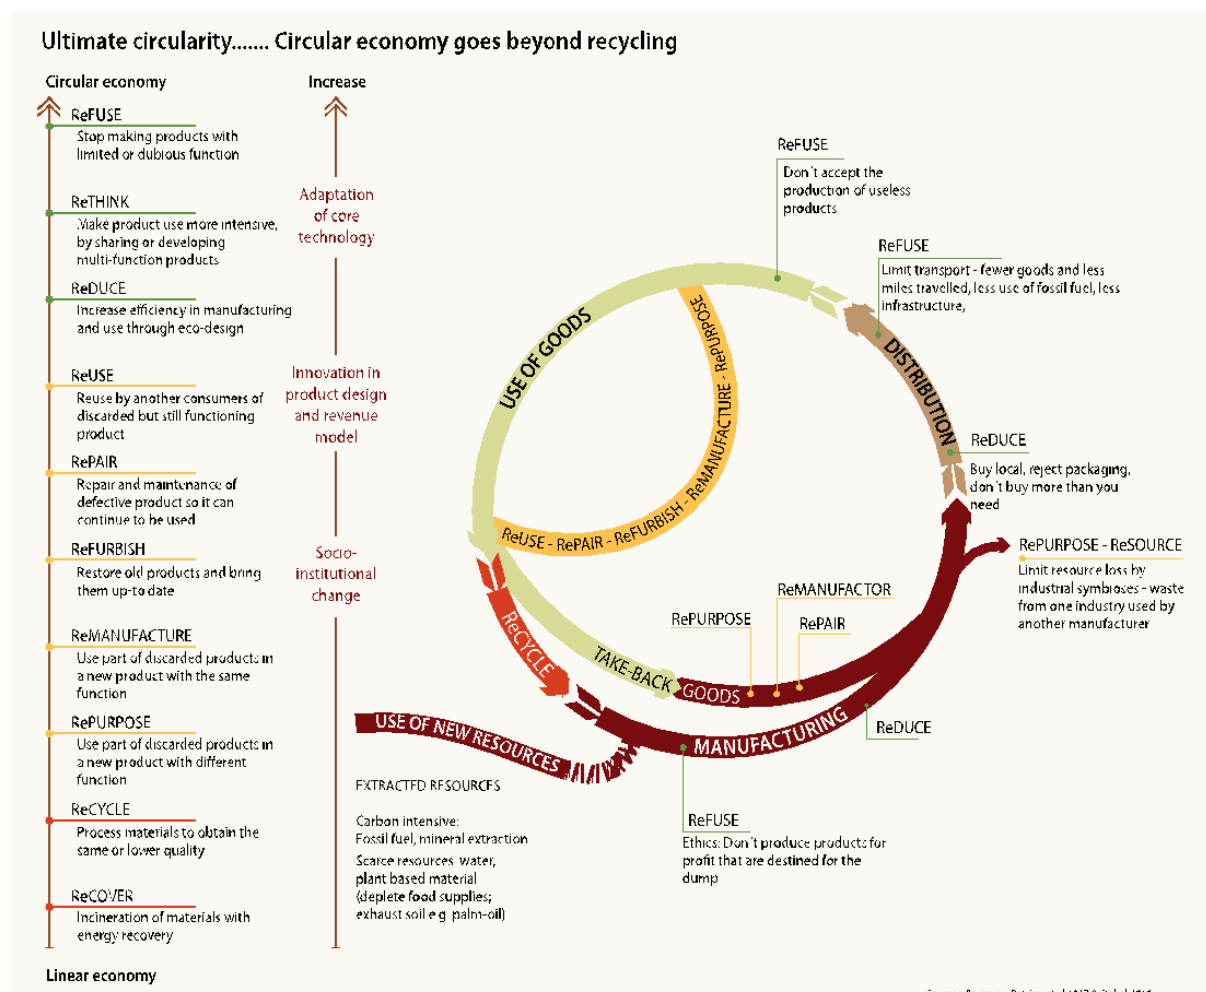 Ultimate circularity....... Circular economy goes beyond recycling
Circular economy
ReFUSE
Stop making products with
limited or dubious function
ReTHINK
Make product use more intensive,
by sharing or developing
multi-function products
ReDUCE
Increase efficiency in manufacturing
and use through eco-design
ReUSE
Reuse by another consumers of
discarded but still functioning
product
RePAIR
Repair and maintenance of
defective product so it can
continue to be used
ReFURBISH
Restore old products and bring
them up-to date
ReMANUFACTURE
Use part of discarded products in
a new product with the same
function
RePURPOSE
Use part of discarded products in
a new product with different
function
ReCYCLE
Process materials to obtain the
same or lower quality
ReCOVER
Incineration of materials with
energy recovery
Linear economy
Increase
Adaptation
of core
technology
Innovation in
product design
and revenue
model
Socio-
institutional
change
ReFUSE
Don´t accept the
production of useless
products
ReFUSE
Limit transport - fewer goods and less
miles travelled, less use of fossil fuel, less
infrastructure,
USE OF GOODS
DISTRIBUTION
ReUSE - RePAIR - ReFURBISH - ReMANUFACTURE - RePURPOSE
ReDUCE
Buy local, reject packaging,
don´t buy more than you
need
RePURPOSE - ReSOURCE
Limit resource loss by
industrial symbioses - waste
from one industry used by
another manufacturer
ReMANUFACTOR
RePURPOSE
RePAIR
ReCYCLE
TAKE-BACK
GOODS
MANUFACTURING
ReDUCE
USE OF NEW RESOURCES
EXTRACTED RESOURCES
Carbon intensive:
Fossil fuel, mineral extraction
Scarce resources water,
plant based material
(deplete food supplies;
exhaust soil e.g. palm-oil)
ReFUSE
Ethics: Don´t produce products for
profit that are destined for the
dump